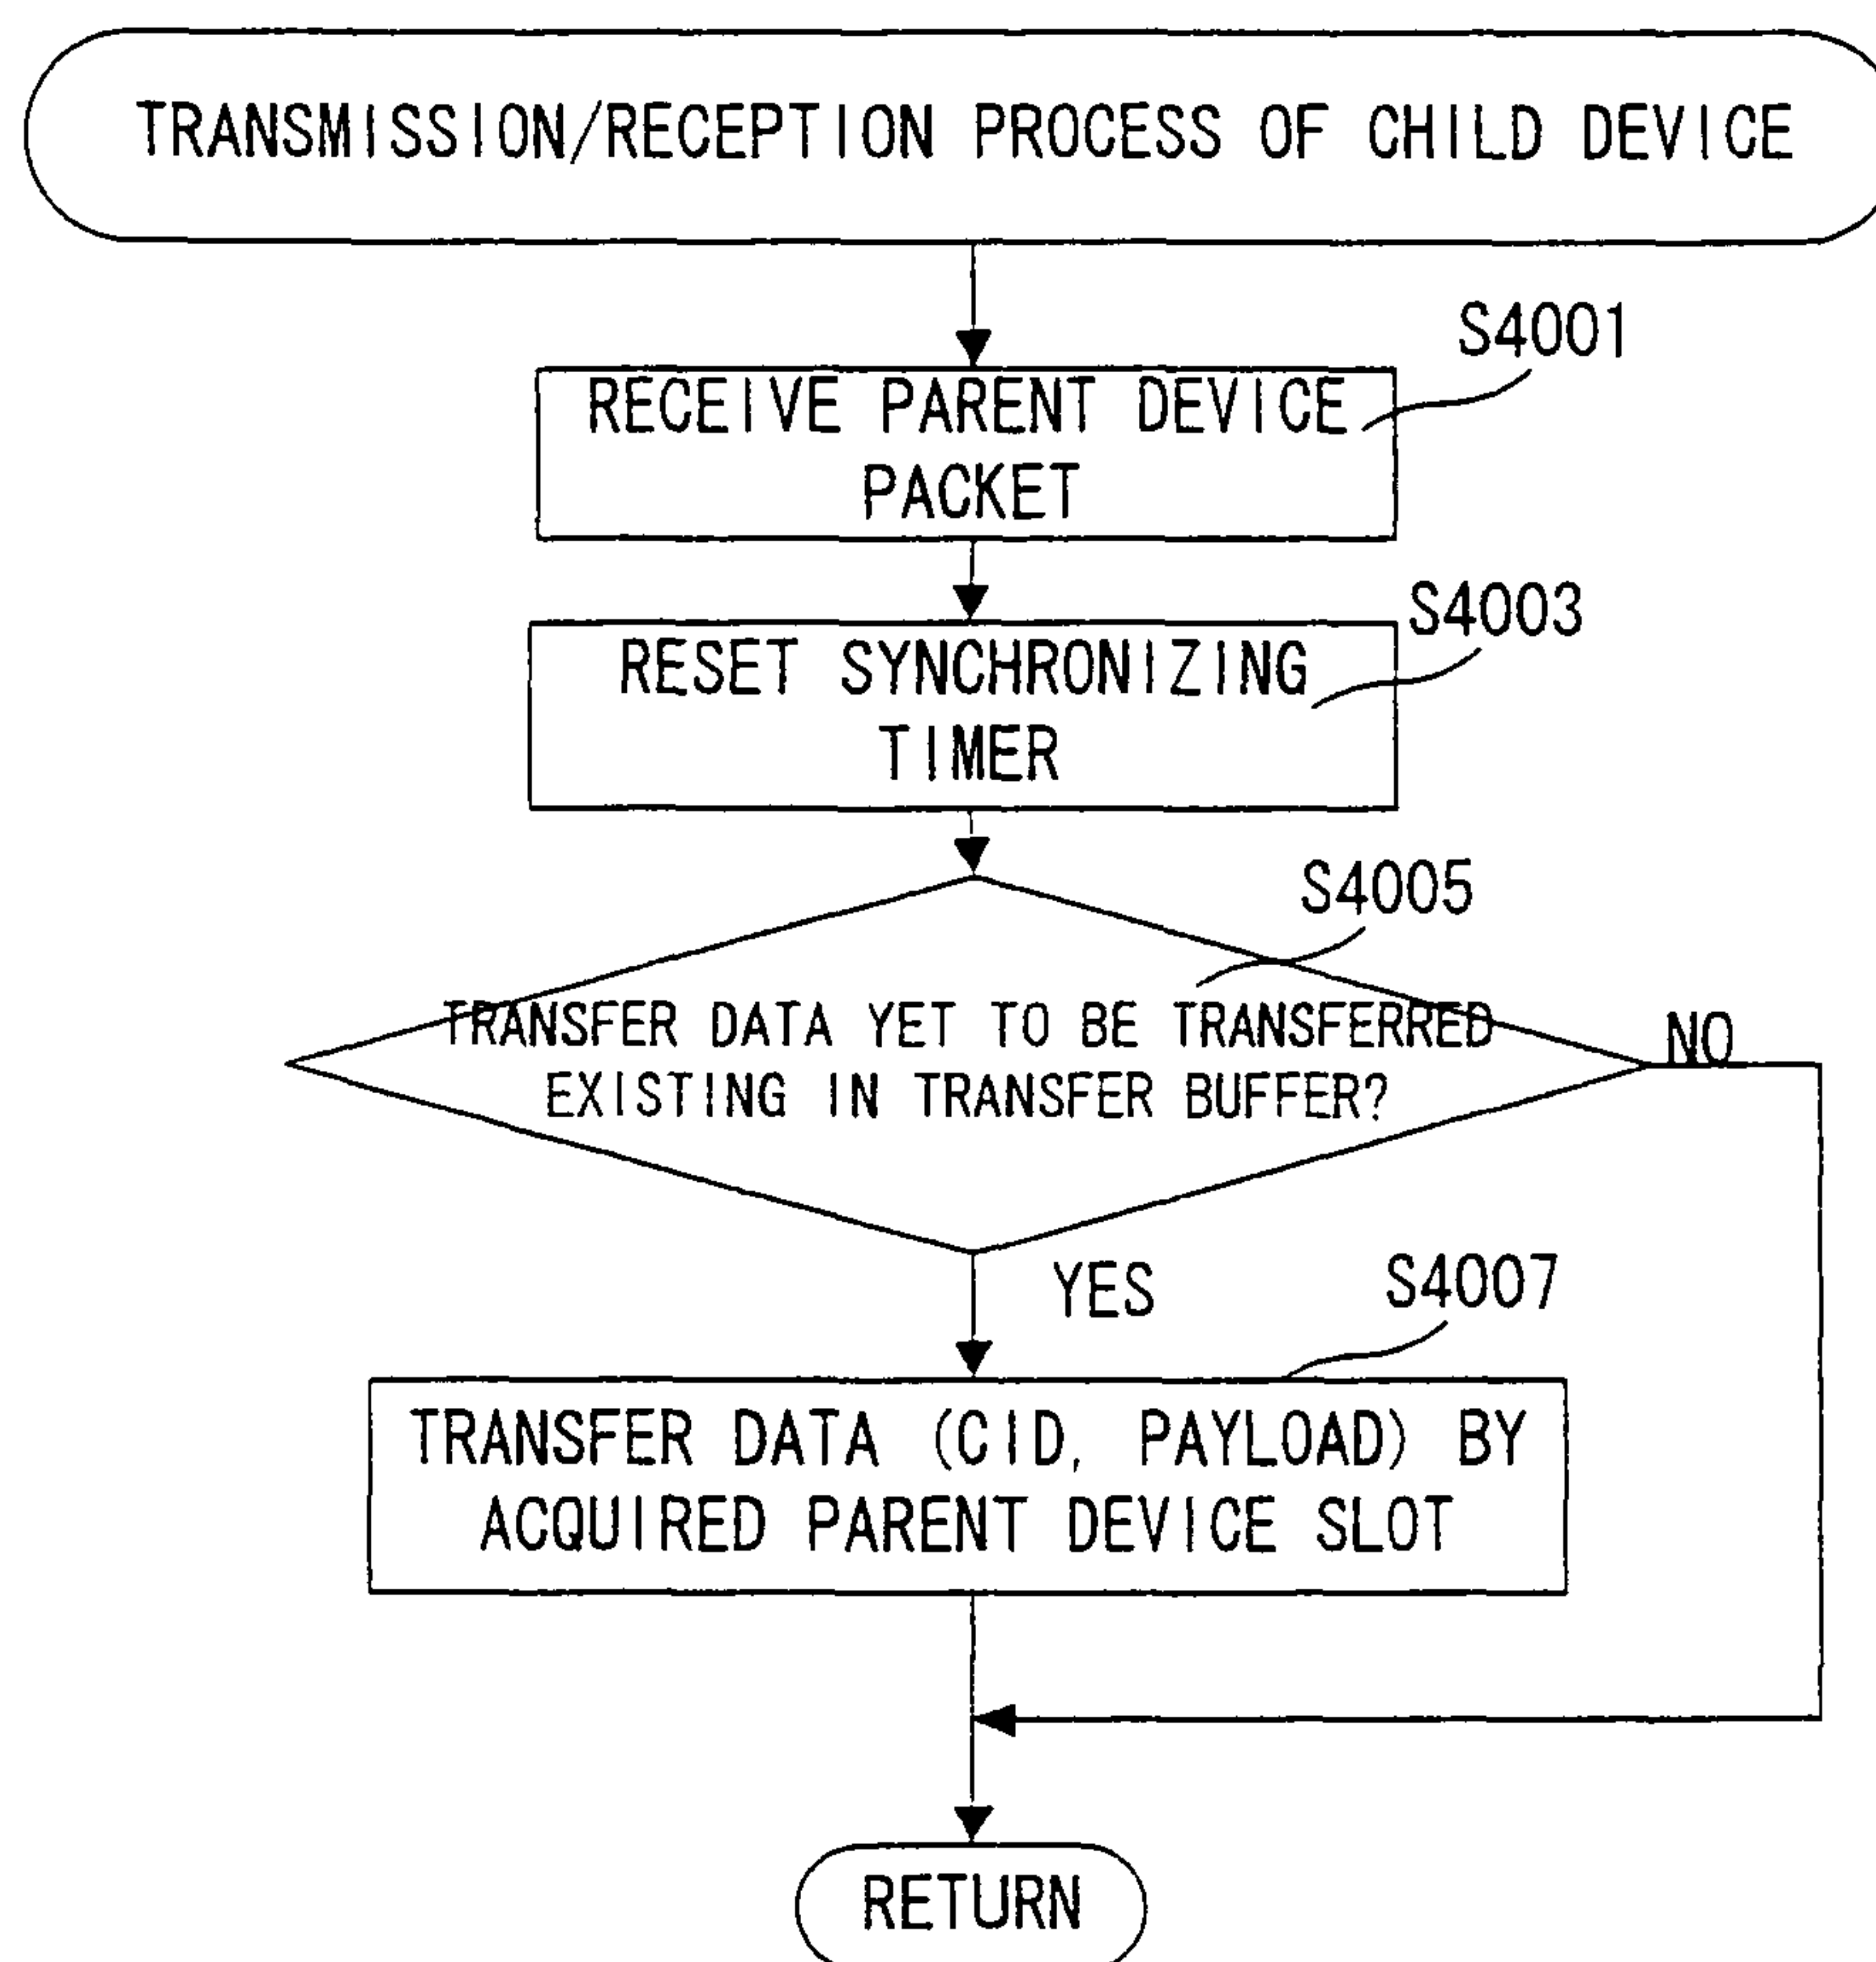 TRANSMISSION/RECEPTION PROCESS OF CHILD DEVICE
S4001
RECEIVE PARENT DEVICE
PACKET
S4003
RESET SYNCHRONIZING
TIMER
S4005
TRANSFER DATA YET TO BE TRANSFERRED
EXISTING IN TRANSFER BUFFER?
NO
YES
S4007
TRANSFER DATA (CID, PAYLOAD) BY
ACQUIRED PARENT DEVICE SLOT
RETURN